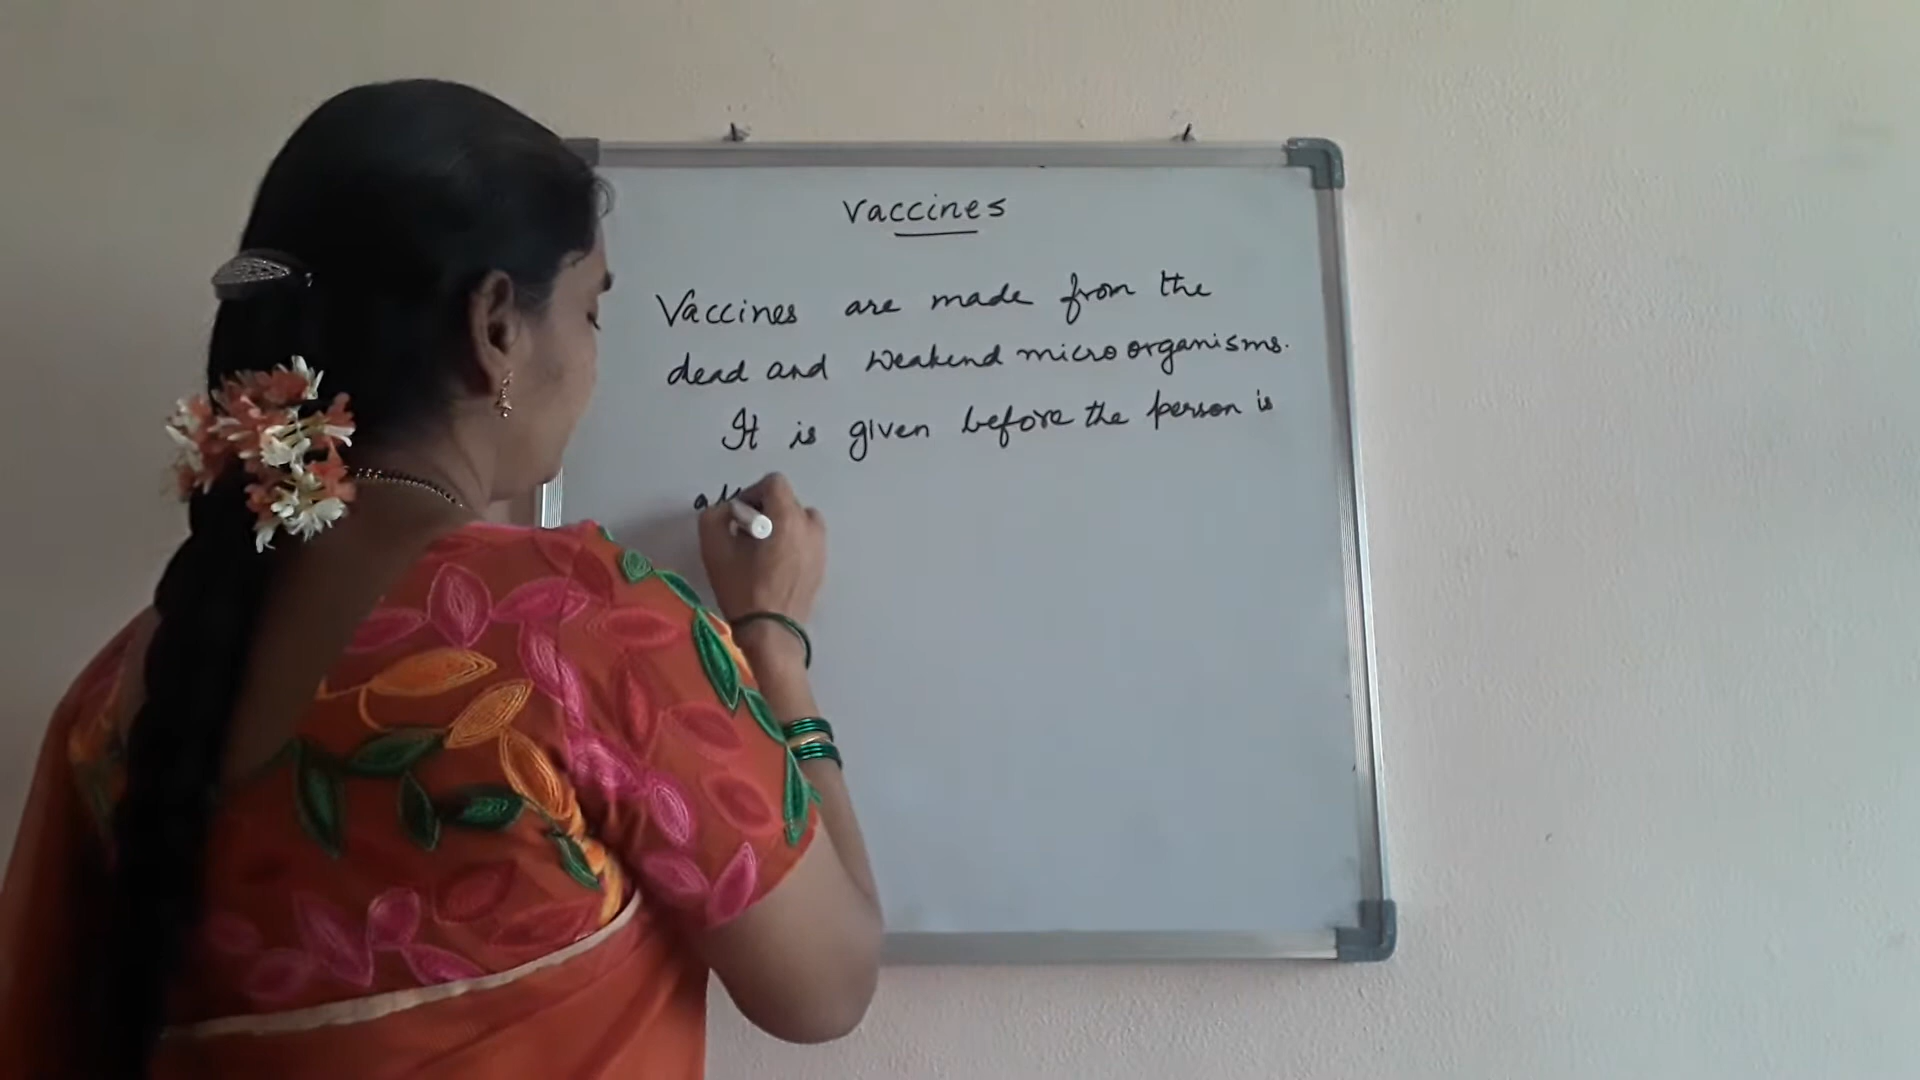 Vaccines
Vaccines are made from the
dead and weakend micro organisms.
It is given before the person is